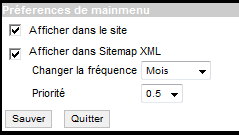 Préferences de mainmenu
Afficher dans le site
Afficher dans Sitemap XML
Changer la fréquence Mois
Priorité 0.5
Sauver Quitter